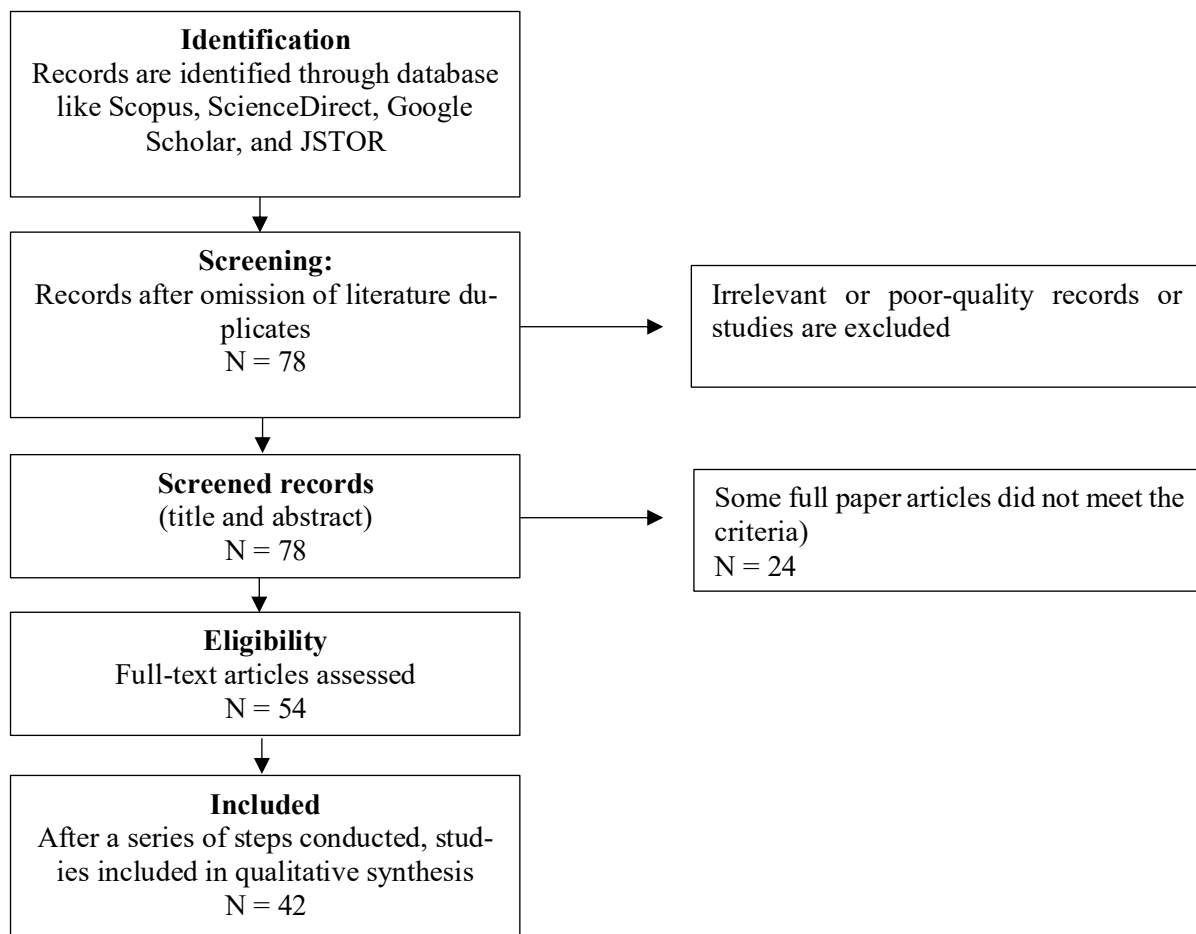 Identification
Records are identified through database
like Scopus, ScienceDirect, Google
Scholar, and JSTOR
Screening:
Records after omission of literature du-
plicates
N = 78
Irrelevant or poor-quality records or
studies are excluded
Screened records
(title and abstract)
N = 78
Some full paper articles did not meet the
criteria)
N = 24
Eligibility
Full-text articles assessed
N = 54
Included
After a series of steps conducted, stud-
ies included in qualitative synthesis
N = 42